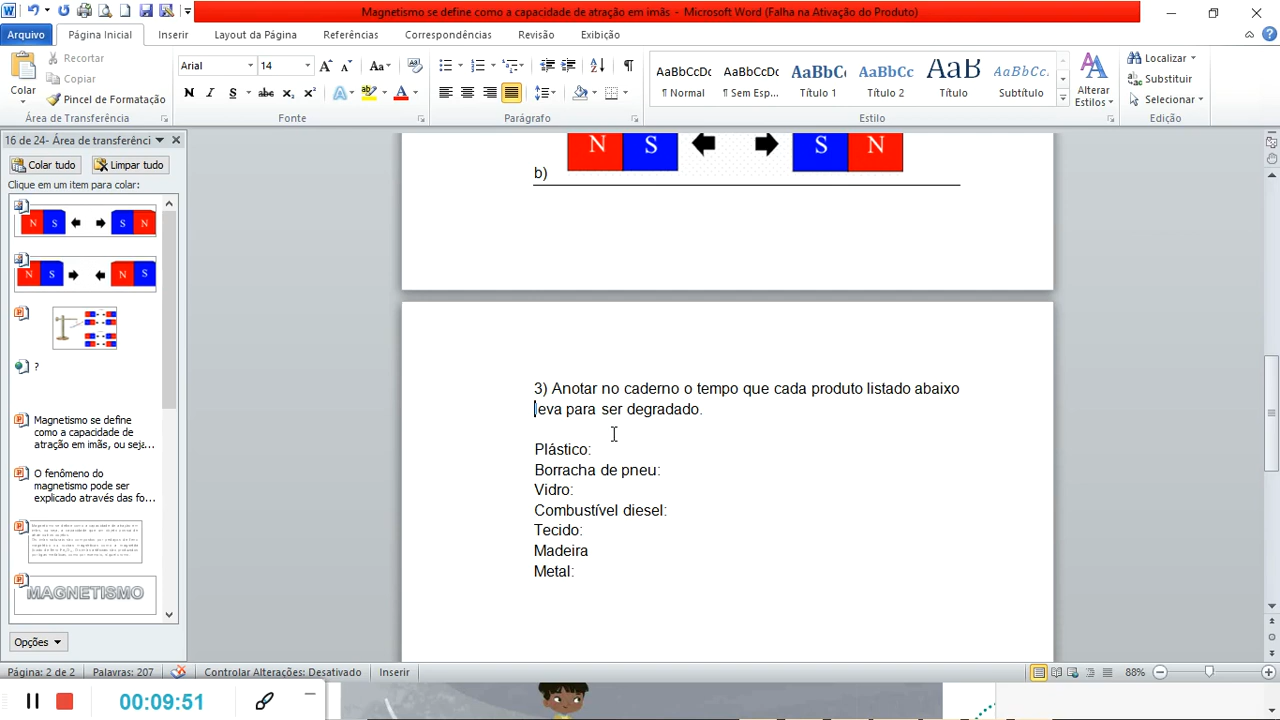 Magnetismo se define como a capacidade de atração em imãs - Microsoft Word (Falha na Ativação do Produto)
Arquivo Página Inicial Inserir Layout da Página Referências Correspondências Revisão Exibição
Colar
Recortar
Copiar
Pincel de Formatação
Área de Transferência
Arial 14
N I S abc x₂ x²
Fonte
Parágrafo
AaBbCcDc AaBbCcDc AaBbC AaBbCc AaB AaBbCc.
¶ Normal ¶ Sem Esp... Título 1 Título 2 Título Subtítulo
Alterar Estilos
Estilo
Localizar
Substituir
Selecionar
Edição
16 de 24- Área de transferênci
Colar tudo Limpar tudo
Clique em um item para colar:
N S S N
N S N S
?
Magnetismo se define
como a capacidade de
atração em imãs, ou seja...
O fenômeno do
magnetismo pode ser
explicado através das fo...
MAGNETISMO
Opções
N S S N
b)
3) Anotar no caderno o tempo que cada produto listado abaixo
leva para ser degradado.
Plástico:
Borracha de pneu:
Vidro:
Combustível diesel:
Tecido:
Madeira
Metal:
Página: 2 de 2 Palavras: 207 Controlar Alterações: Desativado Inserir 88%
00:09:51